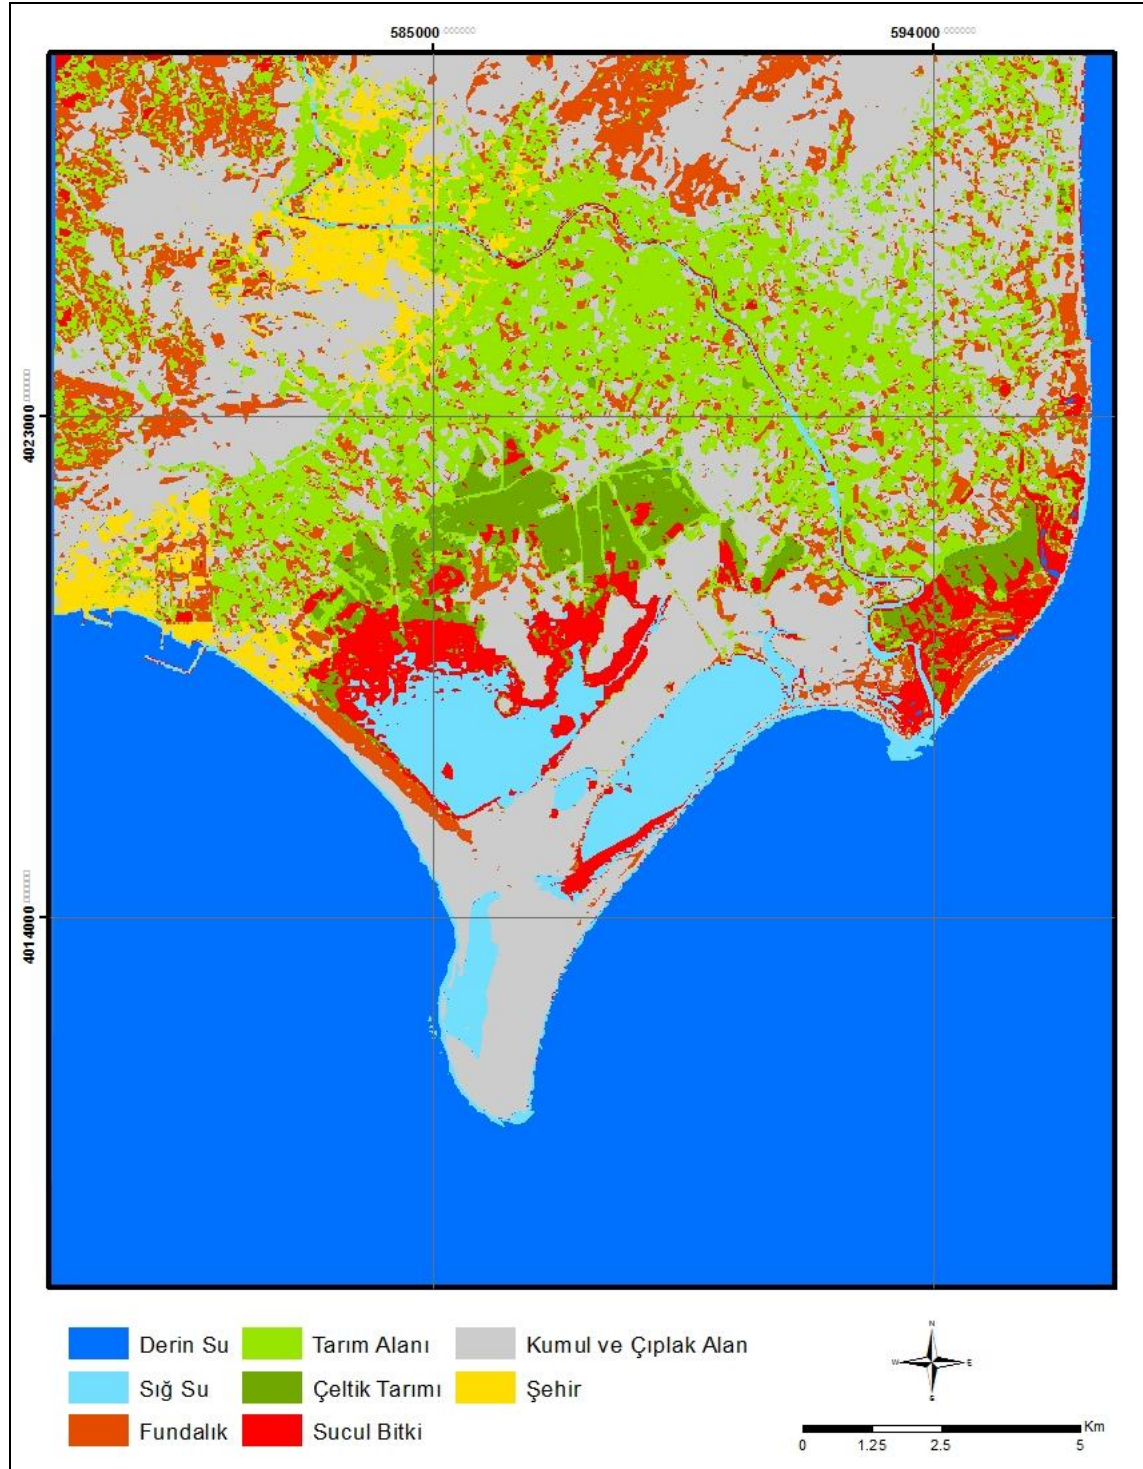 585000
594000
4023000
4014000
Derin Su
Tarım Alanı
Kumul ve Çıplak Alan
Sığ Su
Çeltik Tarımı
Şehir
Fundalık
Sucul Bitki
N
W
E
S
Km
0
1.25
2.5
5